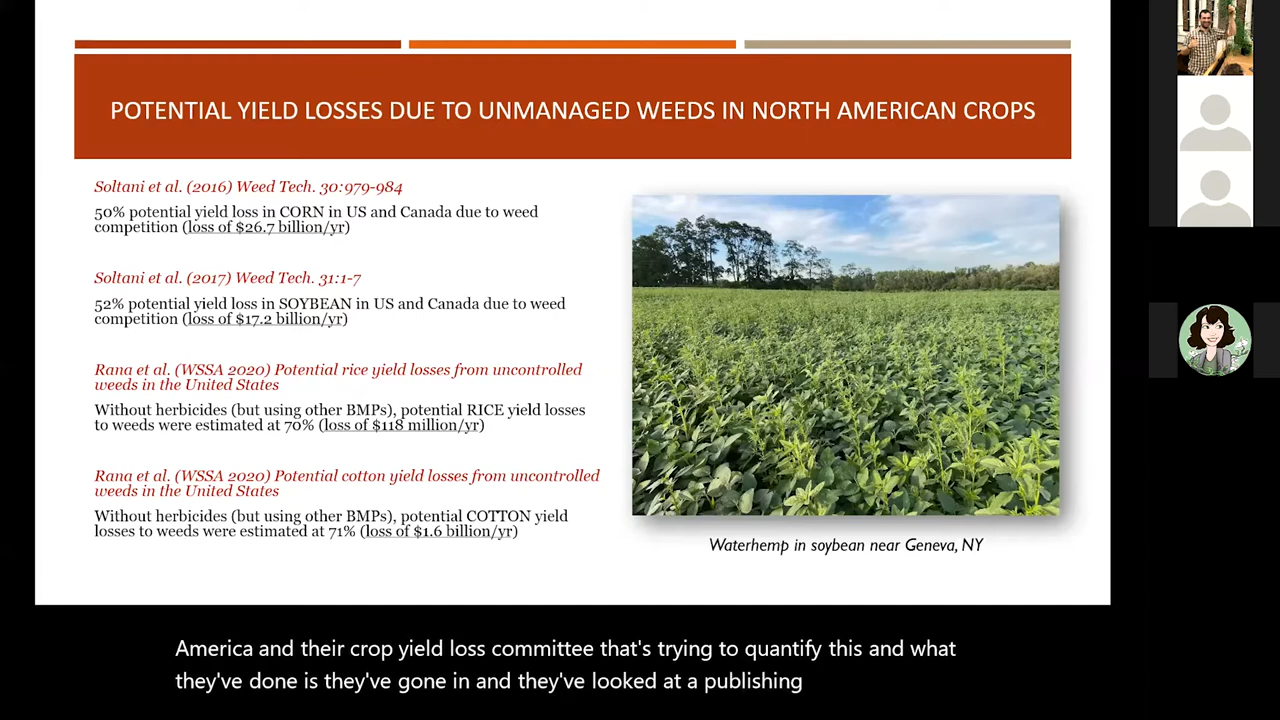 POTENTIAL YIELD LOSSES DUE TO UNMANAGED WEEDS IN NORTH AMERICAN CROPS
Soltani et al. (2016) Weed Tech. 30:979-984
50% potential yield loss in CORN in US and Canada due to weed
competition (loss of $26.7 billion/yr)
Soltani et al. (2017) Weed Tech. 31:1-7
52% potential yield loss in SOYBEAN in US and Canada due to weed
competition (loss of $17.2 billion/yr)
Rana et al. (WSSA 2020) Potential rice yield losses from uncontrolled
weeds in the United States
Without herbicides (but using other BMPs), potential RICE yield losses
to weeds were estimated at 70% (loss of $118 million/yr)
Rana et al. (WSSA 2020) Potential cotton yield losses from uncontrolled
weeds in the United States
Without herbicides (but using other BMPs), potential COTTON yield
losses to weeds were estimated at 71% (loss of $1.6 billion/yr)
Waterhemp in soybean near Geneva, NY
America and their crop yield loss committee that's trying to quantify this and what
they've done is they've gone in and they've looked at a publishing